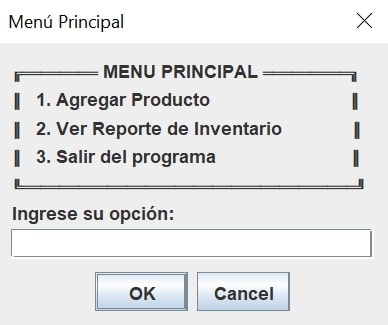 Menú Principal
╔══════ MENU PRINCIPAL ═══════╗
║ 1. Agregar Producto ║
║ 2. Ver Reporte de Inventario ║
║ 3. Salir del programa ║
╚══════════════════════════╝
Ingrese su opción:
OK Cancel